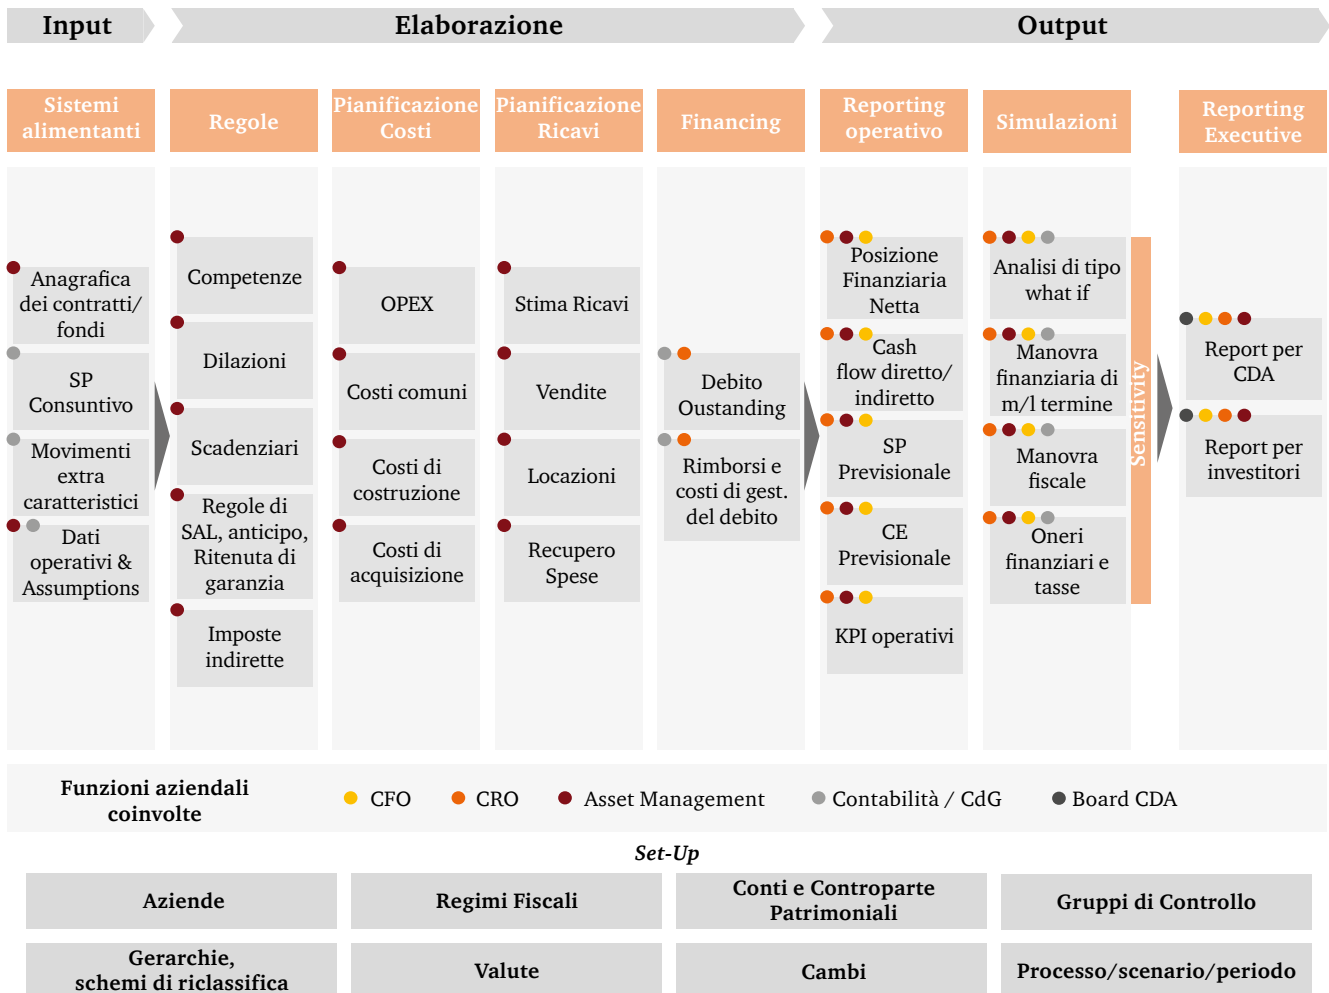 Input
Elaborazione
Output
Sistemi
alimentanti
Regole
Pianificazione
Costi
Pianificazione
Ricavi
Financing
Reporting
operativo
Simulazioni
Reporting
Executive
Anagrafica
dei contratti/
fondi
SP
Consuntivo
Movimenti
extra
caratteristici
Dati
operativi &
Assumptions
Competenze
Dilazioni
Scadenziari
Regole di
SAL, anticipo,
Ritenuta di
garanzia
Imposte
indirette
OPEX
Costi comuni
Costi di
costruzione
Costi di
acquisizione
Stima Ricavi
Vendite
Locazioni
Recupero
Spese
Debito
Oustanding
Rimborsi e
costi di gest.
del debito
Posizione
Finanziaria
Netta
Cash
flow diretto/
indiretto
SP
Previsionale
CE
Previsionale
KPI operativi
Analisi di tipo
what if
Manovra
finanziaria di
m/l termine
Manovra
fiscale
Oneri
finanziari e
tasse
Sensitivity
Report per
CDA
Report per
investitori
Funzioni aziendali
coinvolte
CFO
CRO
Asset Management
Contabilità / CdG
Board CDA
Set-Up
Aziende
Regimi Fiscali
Conti e Controparte
Patrimoniali
Gruppi di Controllo
Gerarchie,
schemi di riclassifica
Valute
Cambi
Processo/scenario/periodo